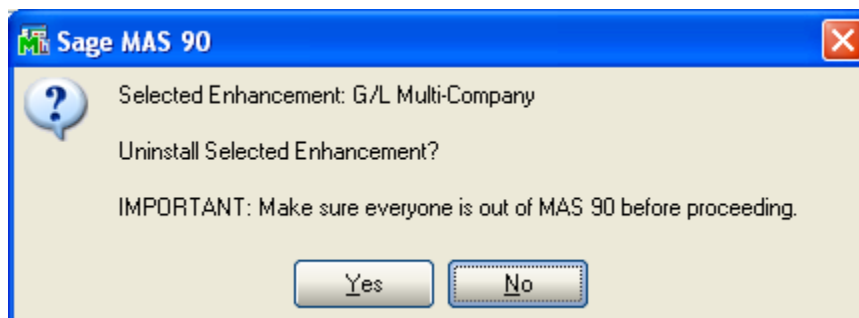 Sage MAS 90
Selected Enhancement: G/L Multi-Company
Uninstall Selected Enhancement?
IMPORTANT: Make sure everyone is out of MAS 90 before proceeding.
Yes No